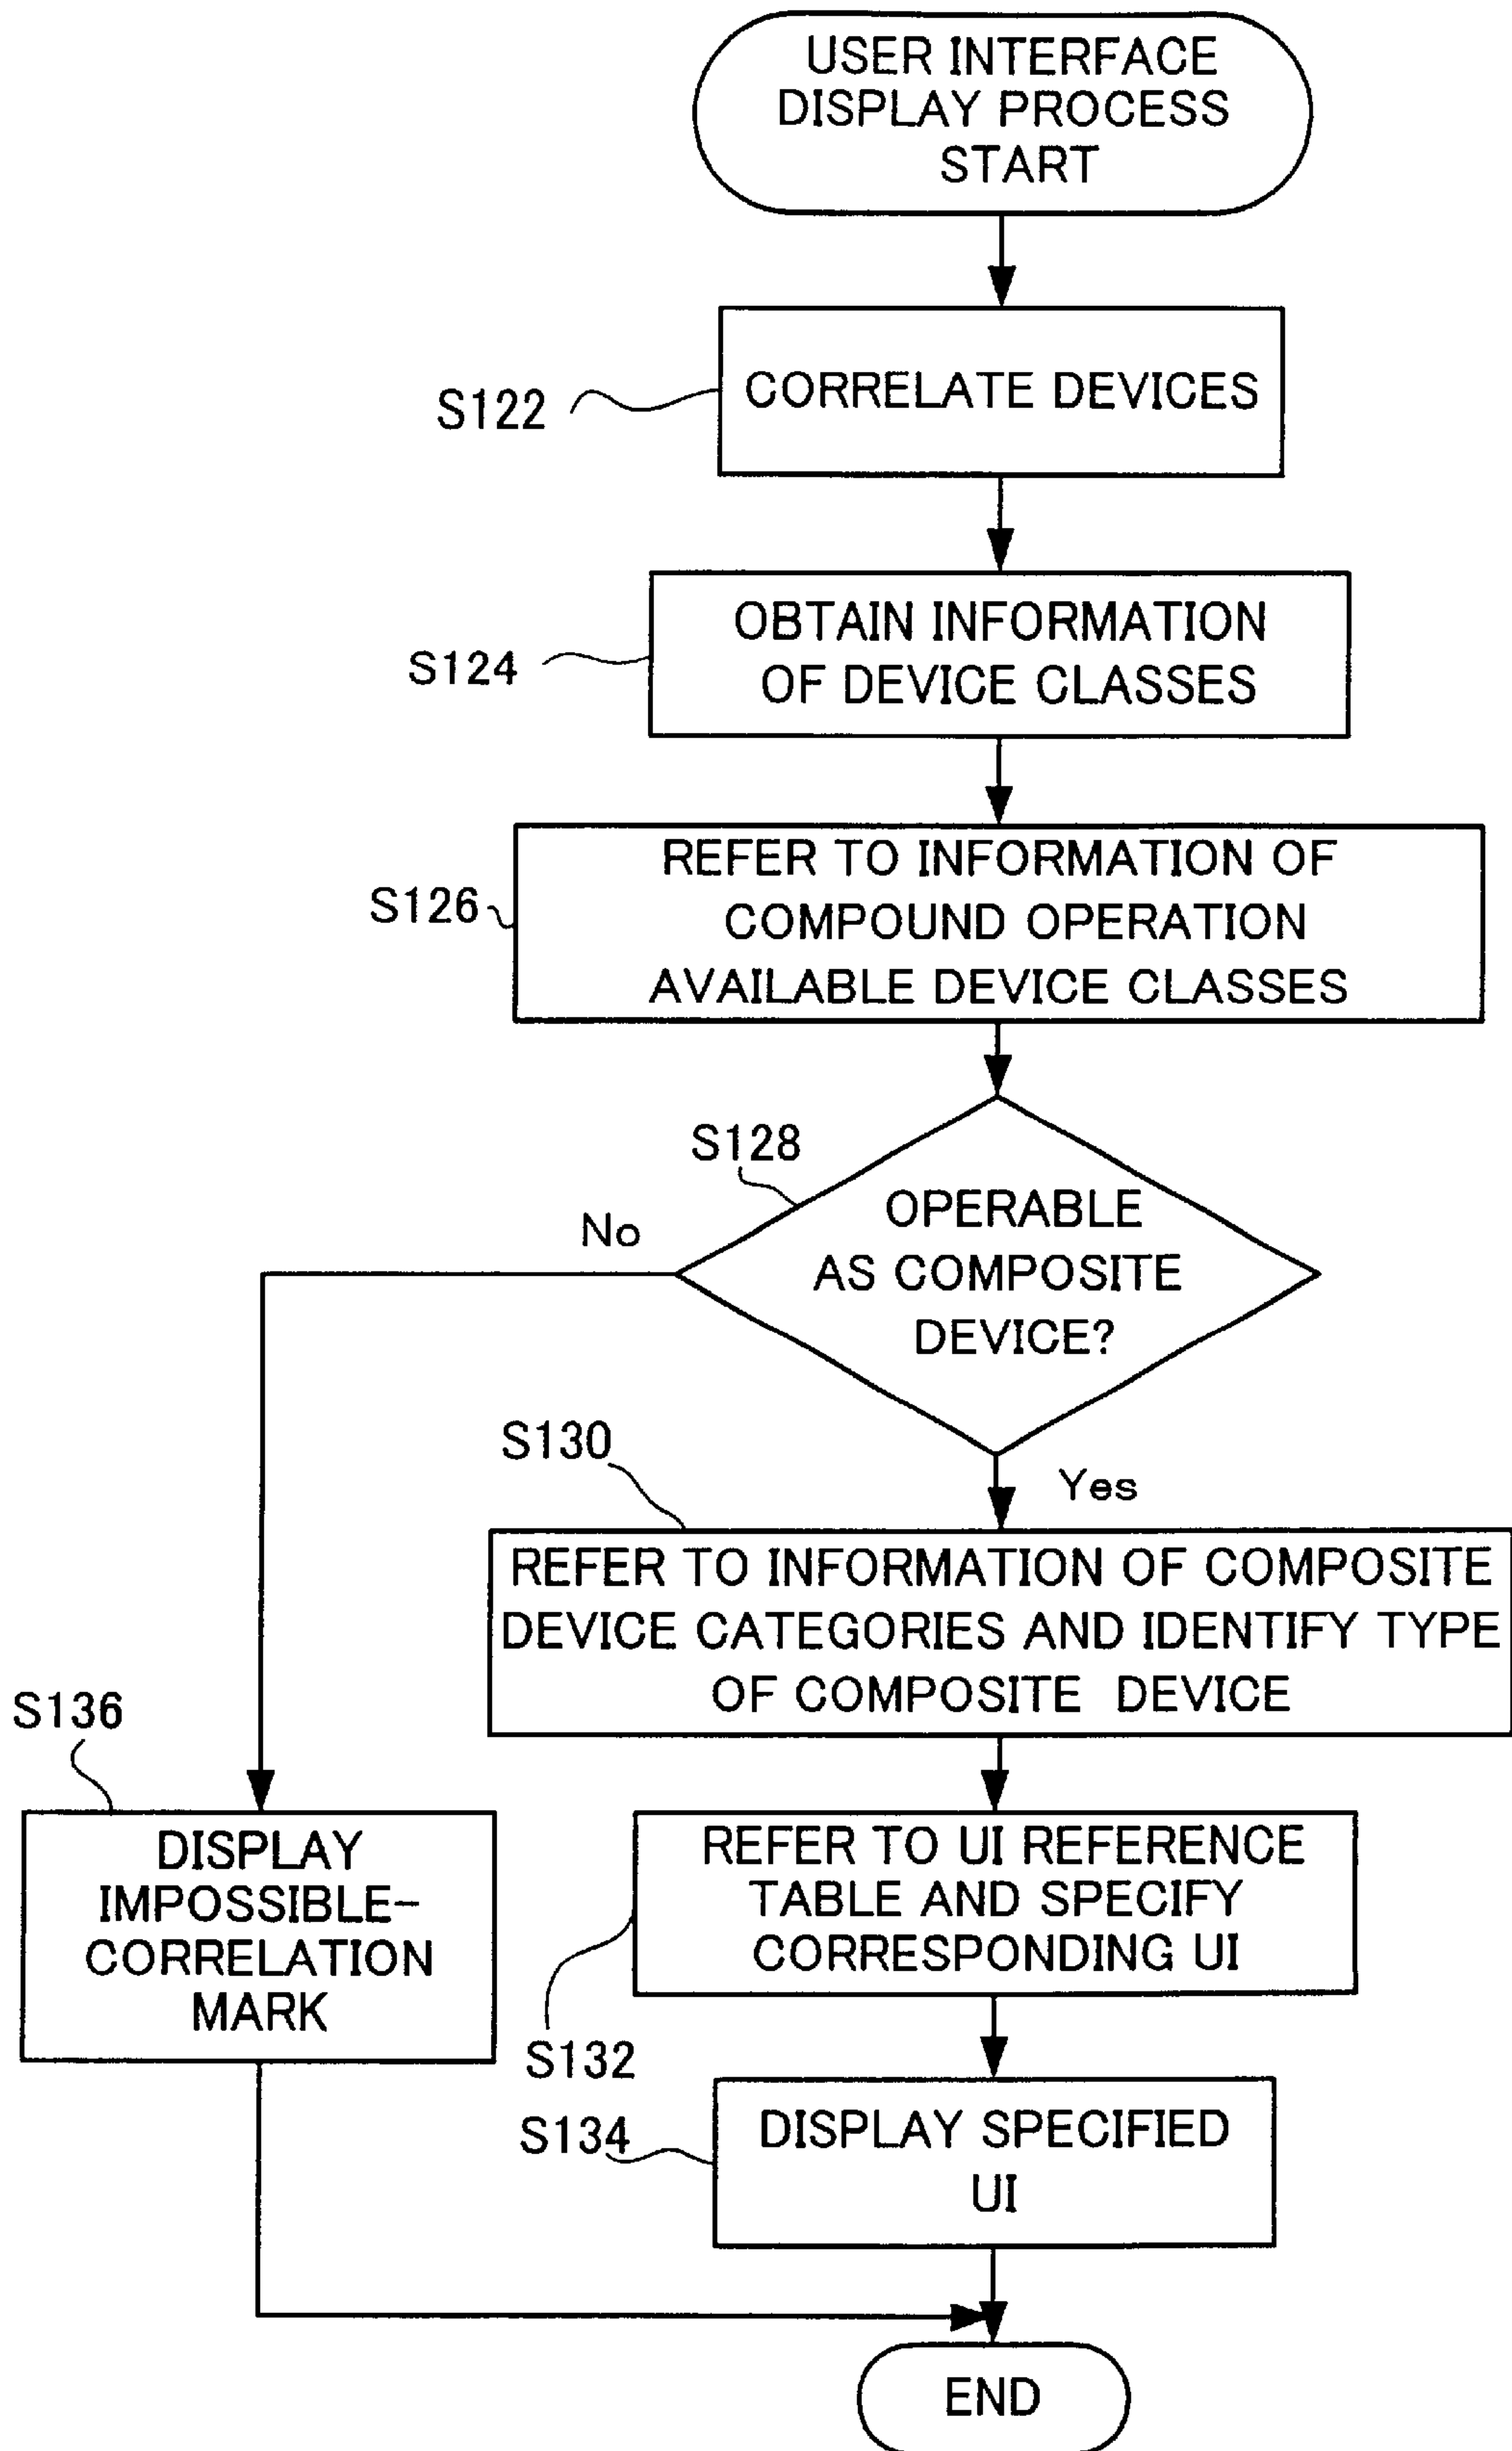 USER INTERFACE
DISPLAY PROCESS
START
S122
CORRELATE DEVICES
S124
OBTAIN INFORMATION
OF DEVICE CLASSES
S126
REFER TO INFORMATION OF
COMPOUND OPERATION
AVAILABLE DEVICE CLASSES
S128
OPERABLE
AS COMPOSITE
DEVICE?
No
Yes
S130
REFER TO INFORMATION OF COMPOSITE
DEVICE CATEGORIES AND IDENTIFY TYPE
OF COMPOSITE DEVICE
S136
DISPLAY
IMPOSSIBLE-
CORRELATION
MARK
REFER TO UI REFERENCE
TABLE AND SPECIFY
CORRESPONDING UI
S132
S134
DISPLAY SPECIFIED
UI
END